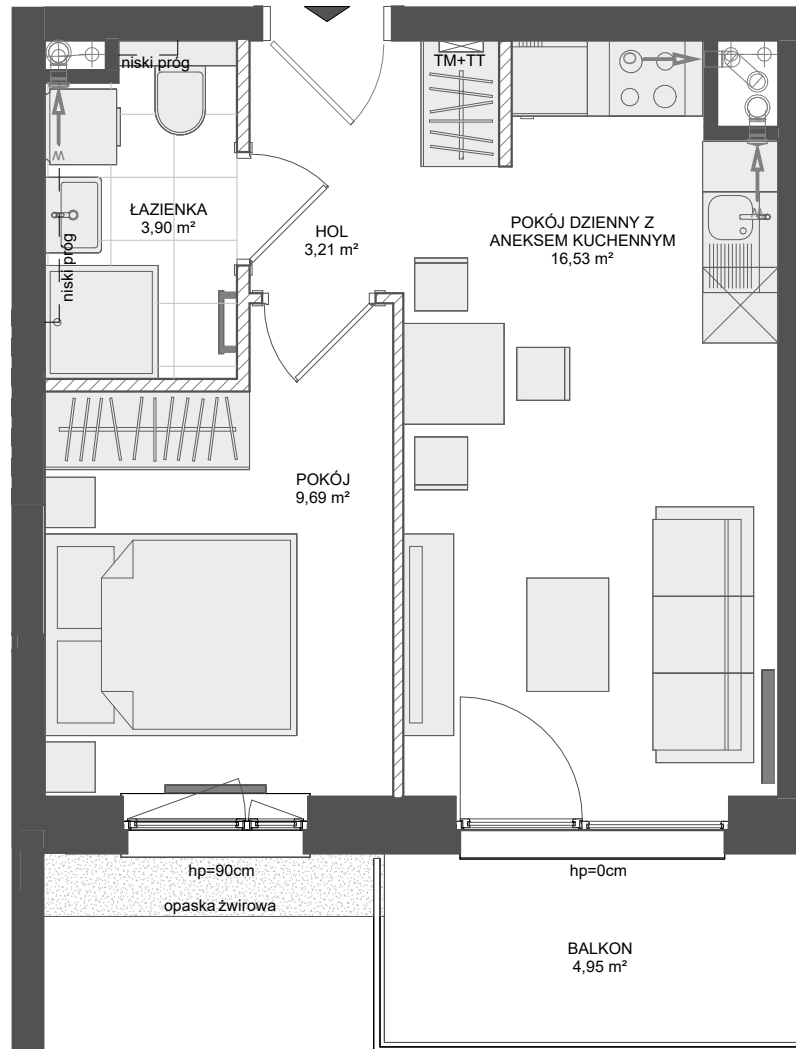 niski próg
TM+TT
ŁAZIENKA
3,90 m²
HOL
3,21 m²
POKÓJ DZIENNY Z
ANEKSEM KUCHENNYM
16,53 m²
niski próg
POKÓJ
9,69 m²
hp=90cm
hp=0cm
opaska żwirowa
BALKON
4,95 m²